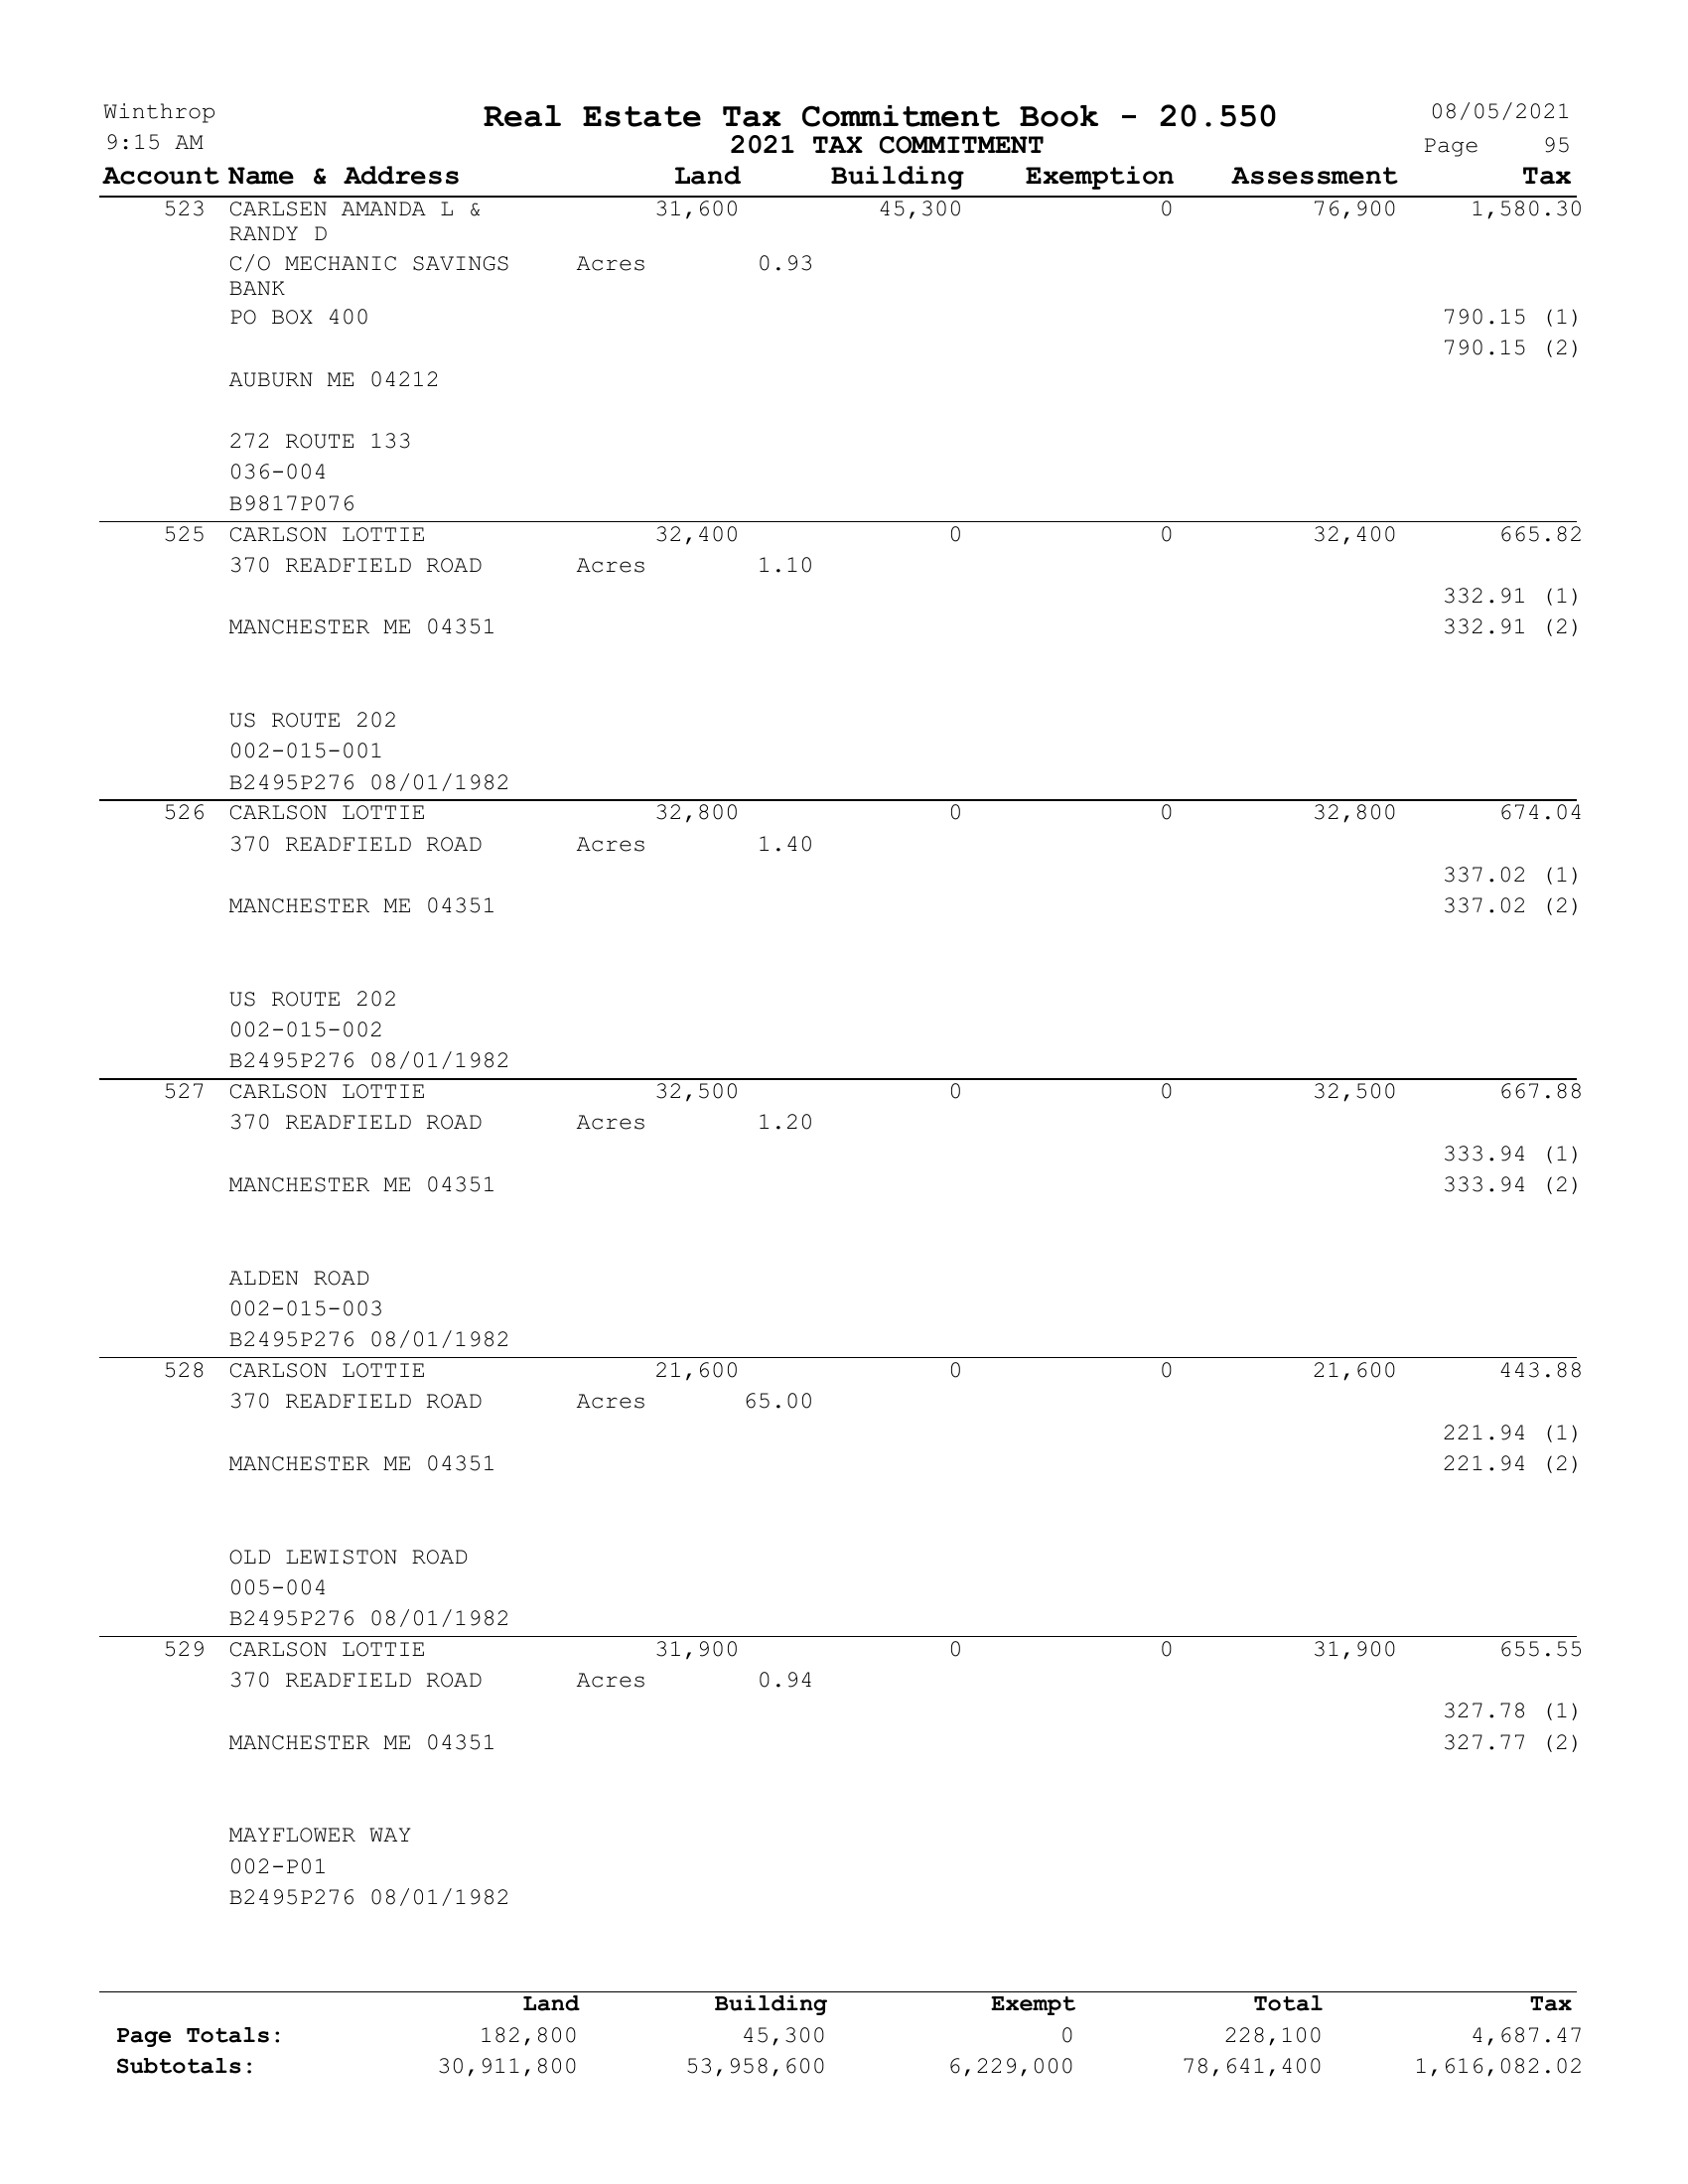 Winthrop Real Estate Tax Commitment Book - 20.550 08/05/2021
9:15 AM 2021 TAX COMMITMENT Page 95
Account Name & Address Land Building Exemption Assessment Tax
523 CARLSEN AMANDA L & 31,600 45,300 0 76,900 1,580.30
RANDY D
C/O MECHANIC SAVINGS Acres 0.93
BANK
PO BOX 400 790.15 (1)
790.15 (2)
AUBURN ME 04212
272 ROUTE 133
036-004
B9817P076
525 CARLSON LOTTIE 32,400 0 0 32,400 665.82
370 READFIELD ROAD Acres 1.10
332.91 (1)
MANCHESTER ME 04351 332.91 (2)
US ROUTE 202
002-015-001
B2495P276 08/01/1982
526 CARLSON LOTTIE 32,800 0 0 32,800 674.04
370 READFIELD ROAD Acres 1.40
337.02 (1)
MANCHESTER ME 04351 337.02 (2)
US ROUTE 202
002-015-002
B2495P276 08/01/1982
527 CARLSON LOTTIE 32,500 0 0 32,500 667.88
370 READFIELD ROAD Acres 1.20
333.94 (1)
MANCHESTER ME 04351 333.94 (2)
ALDEN ROAD
002-015-003
B2495P276 08/01/1982
528 CARLSON LOTTIE 21,600 0 0 21,600 443.88
370 READFIELD ROAD Acres 65.00
221.94 (1)
MANCHESTER ME 04351 221.94 (2)
OLD LEWISTON ROAD
005-004
B2495P276 08/01/1982
529 CARLSON LOTTIE 31,900 0 0 31,900 655.55
370 READFIELD ROAD Acres 0.94
327.78 (1)
MANCHESTER ME 04351 327.77 (2)
MAYFLOWER WAY
002-P01
B2495P276 08/01/1982
Land Building Exempt Total Tax
Page Totals: 182,800 45,300 0 228,100 4,687.47
Subtotals: 30,911,800 53,958,600 6,229,000 78,641,400 1,616,082.02